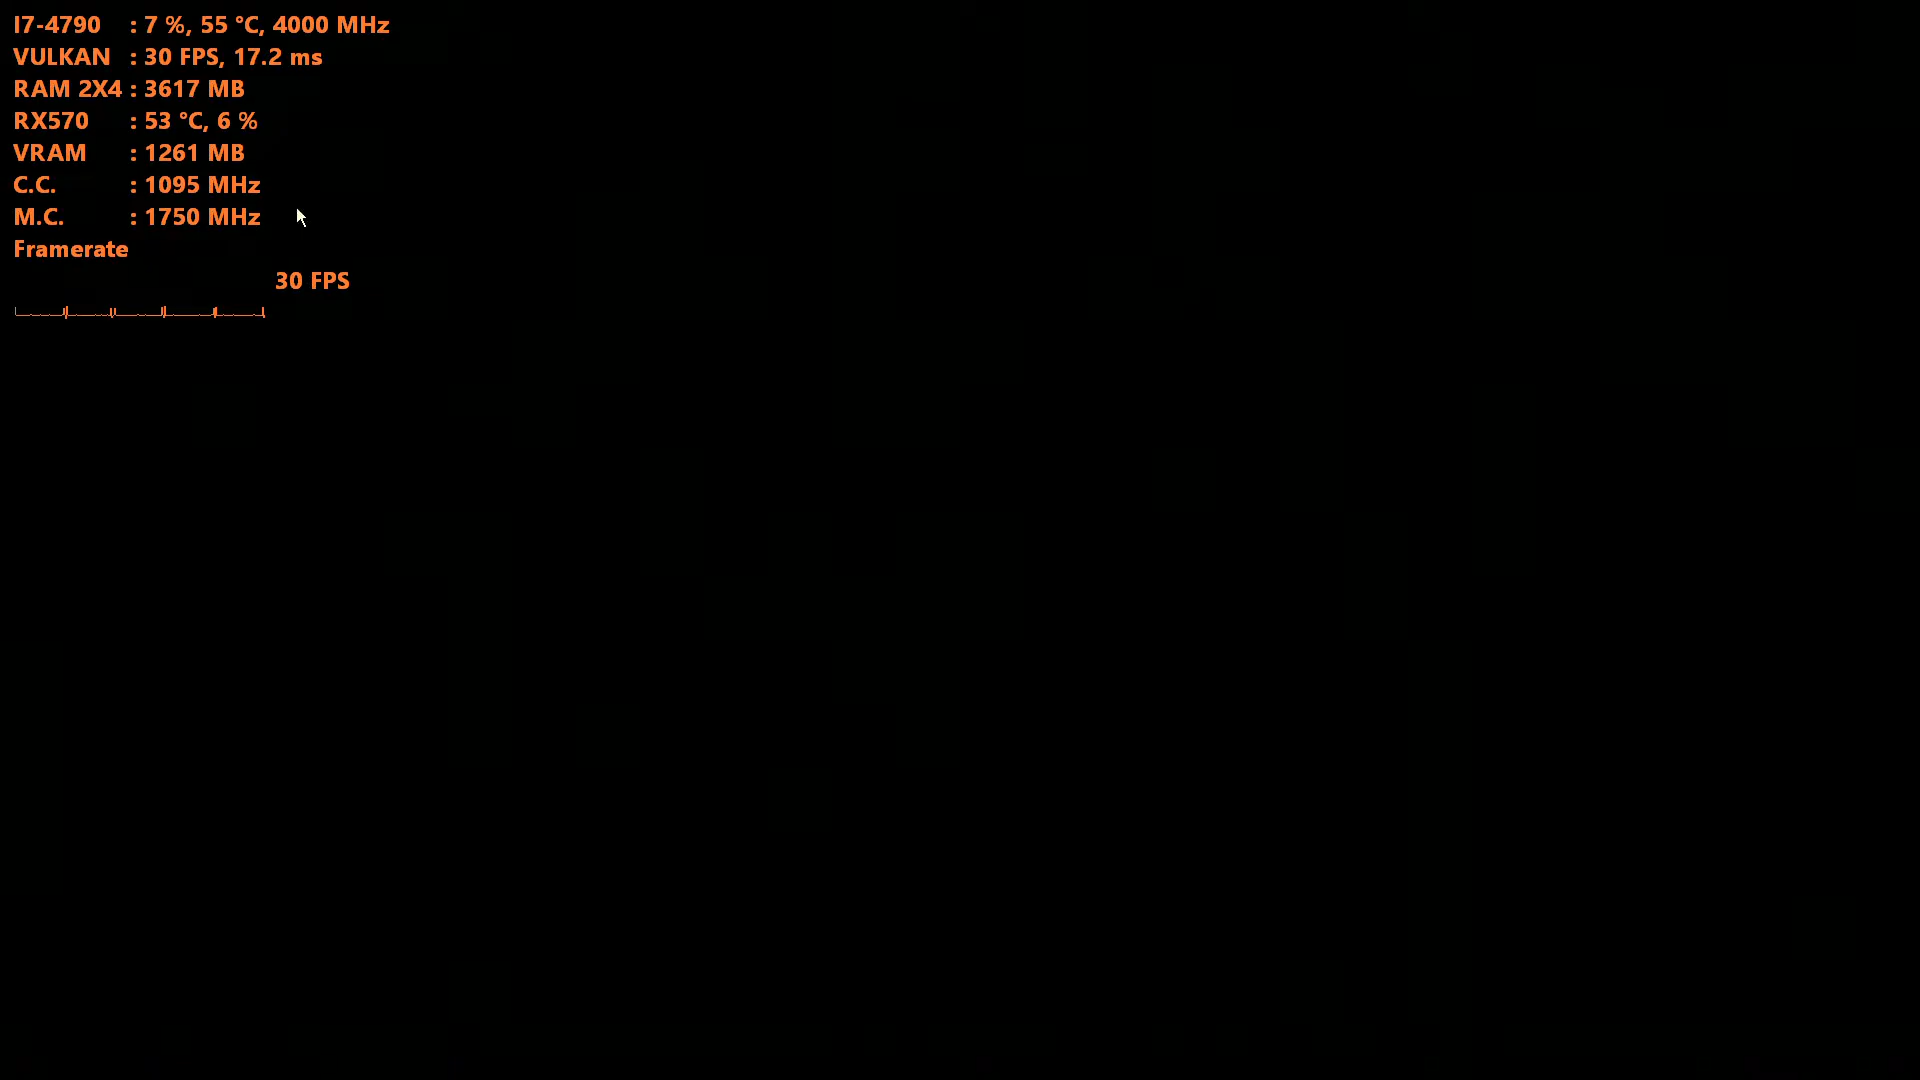 I7-4790 : 7 %, 55 °C, 4000 MHz
VULKAN : 30 FPS, 17.2 ms
RAM 2X4 : 3617 MB
RX570 : 53 °C, 6 %
VRAM : 1261 MB
C.C. : 1095 MHz
M.C. : 1750 MHz
Framerate
30 FPS